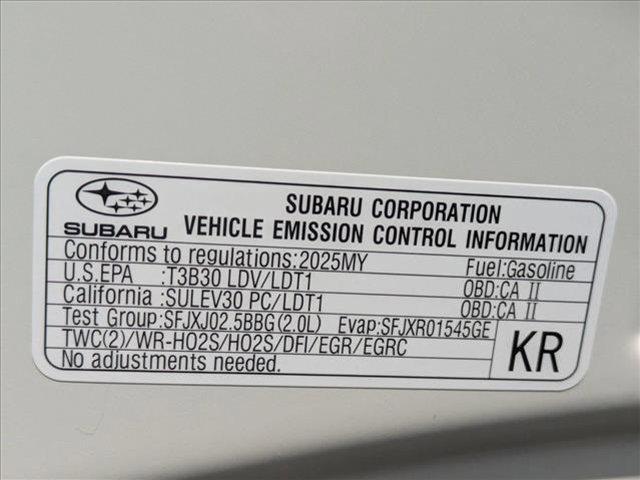 SUBARU
SUBARU CORPORATION
VEHICLE EMISSION CONTROL INFORMATION
Conforms to regulations:2025MY Fuel:Gasoline
U.S.EPA :T3B30 LDV/LDT1 OBD:CA II
California :SULEV30 PC/LDT1 OBD:CA II
Test Group:SFJXJ02.5BBG(2.0L) Evap:SFJXR01545GE
TWC(2)/WR-HO2S/HO2S/DFI/EGR/EGRC
No adjustments needed.
KR